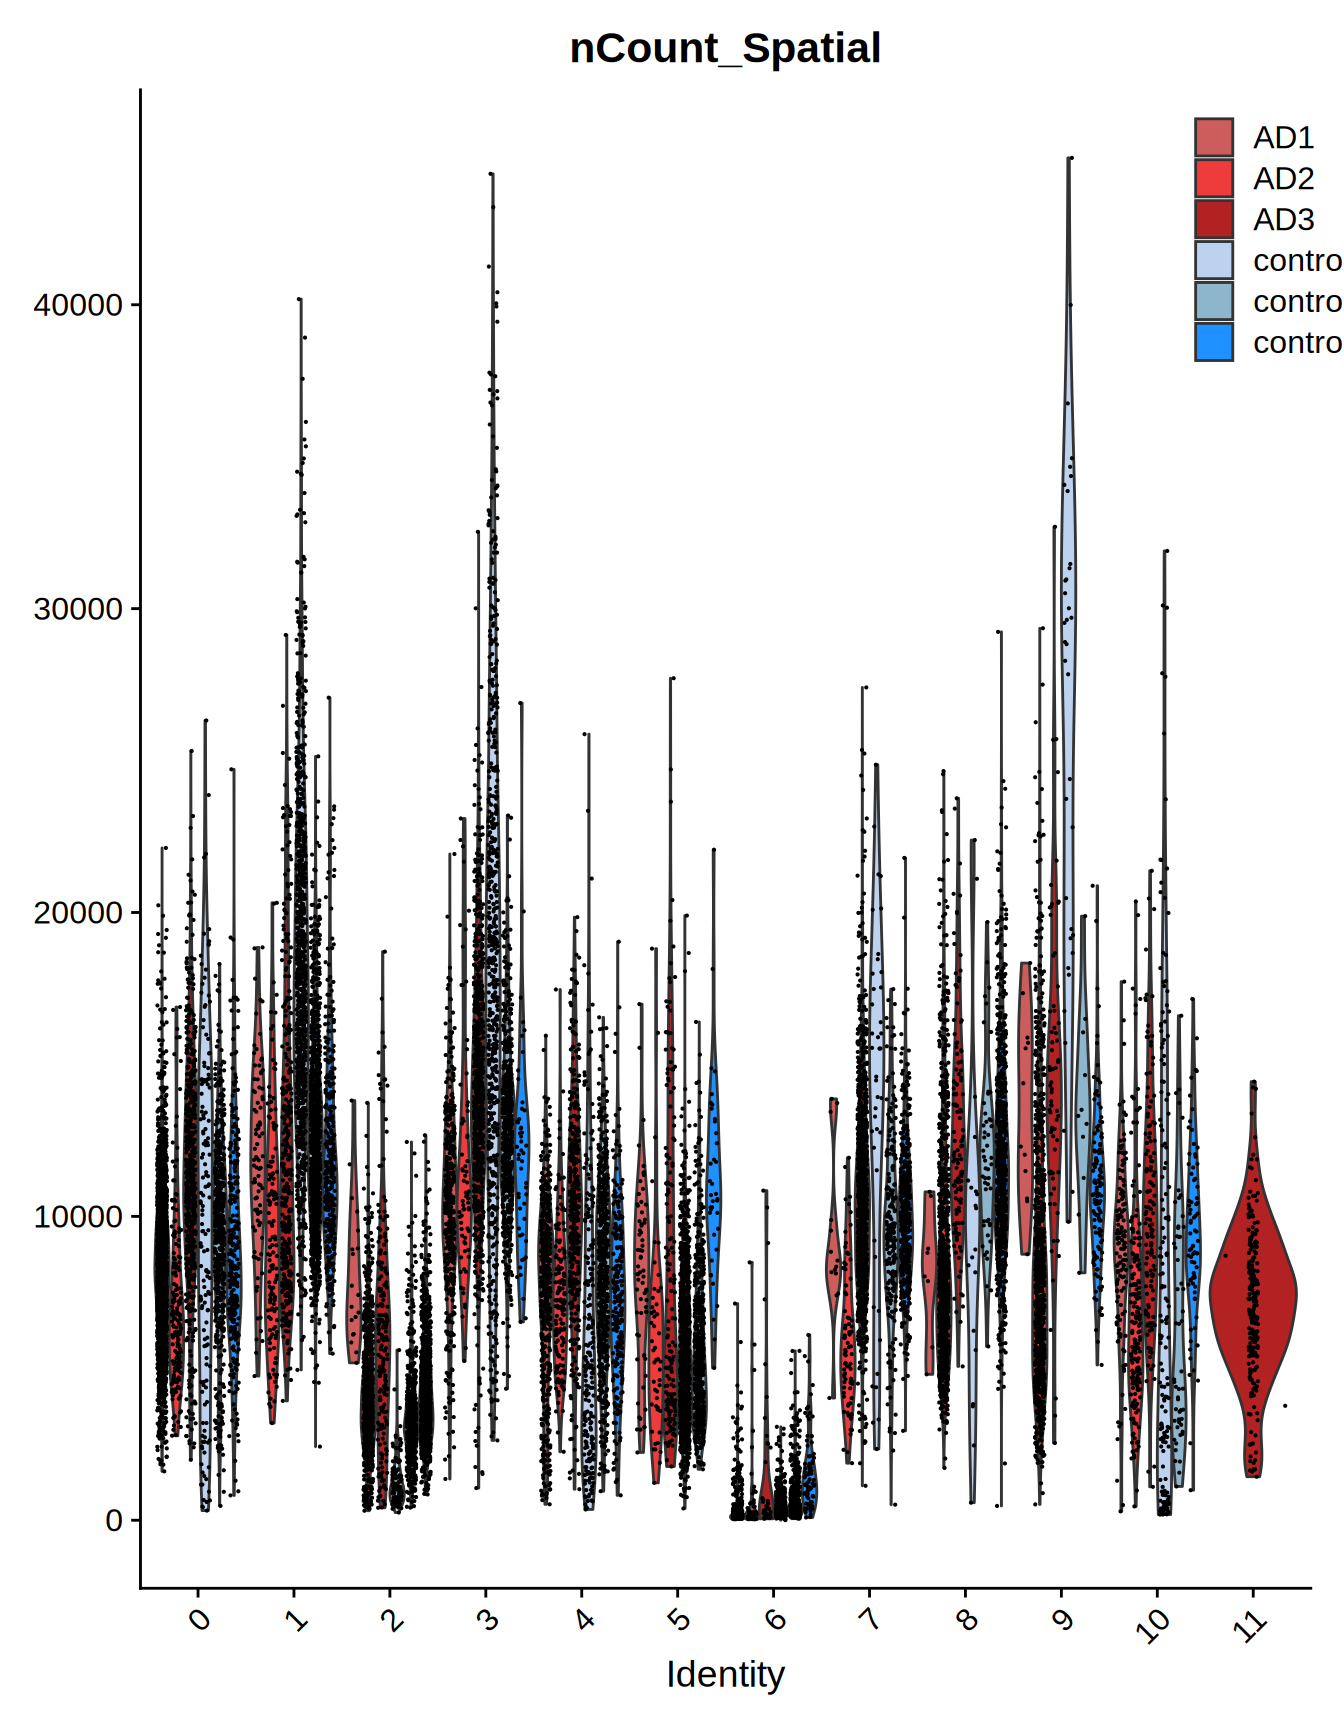 nCount_Spatial
AD1
AD2
AD3
contro
contro
contro
40000
30000
20000
10000
0
0 1 2 3 4 5 6 7 8 9 10 11
Identity